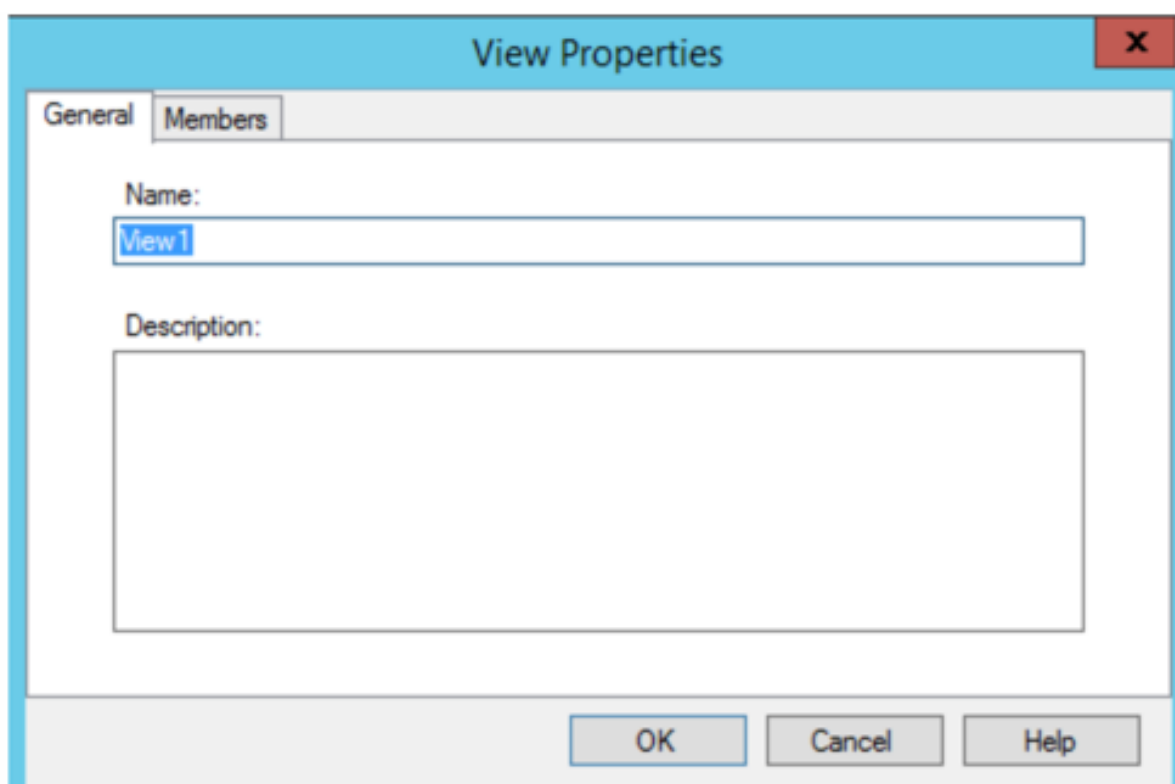 View Properties
x
General Members
Name:
View1
Description:
OK Cancel Help